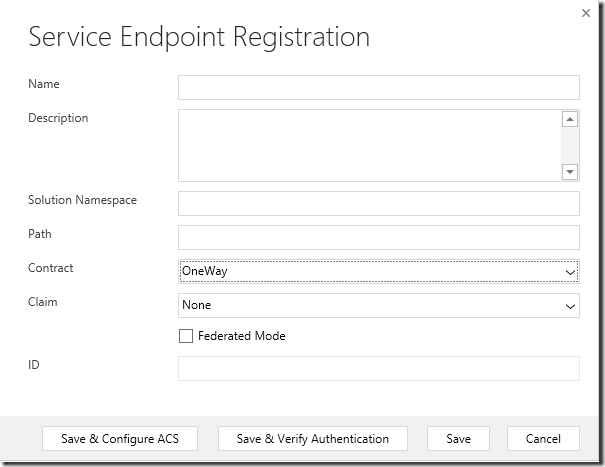 Service Endpoint Registration
Name
Description
Solution Namespace
Path
Contract
OneWay
Claim
None
Federated Mode
ID
Save & Configure ACS
Save & Verify Authentication
Save
Cancel